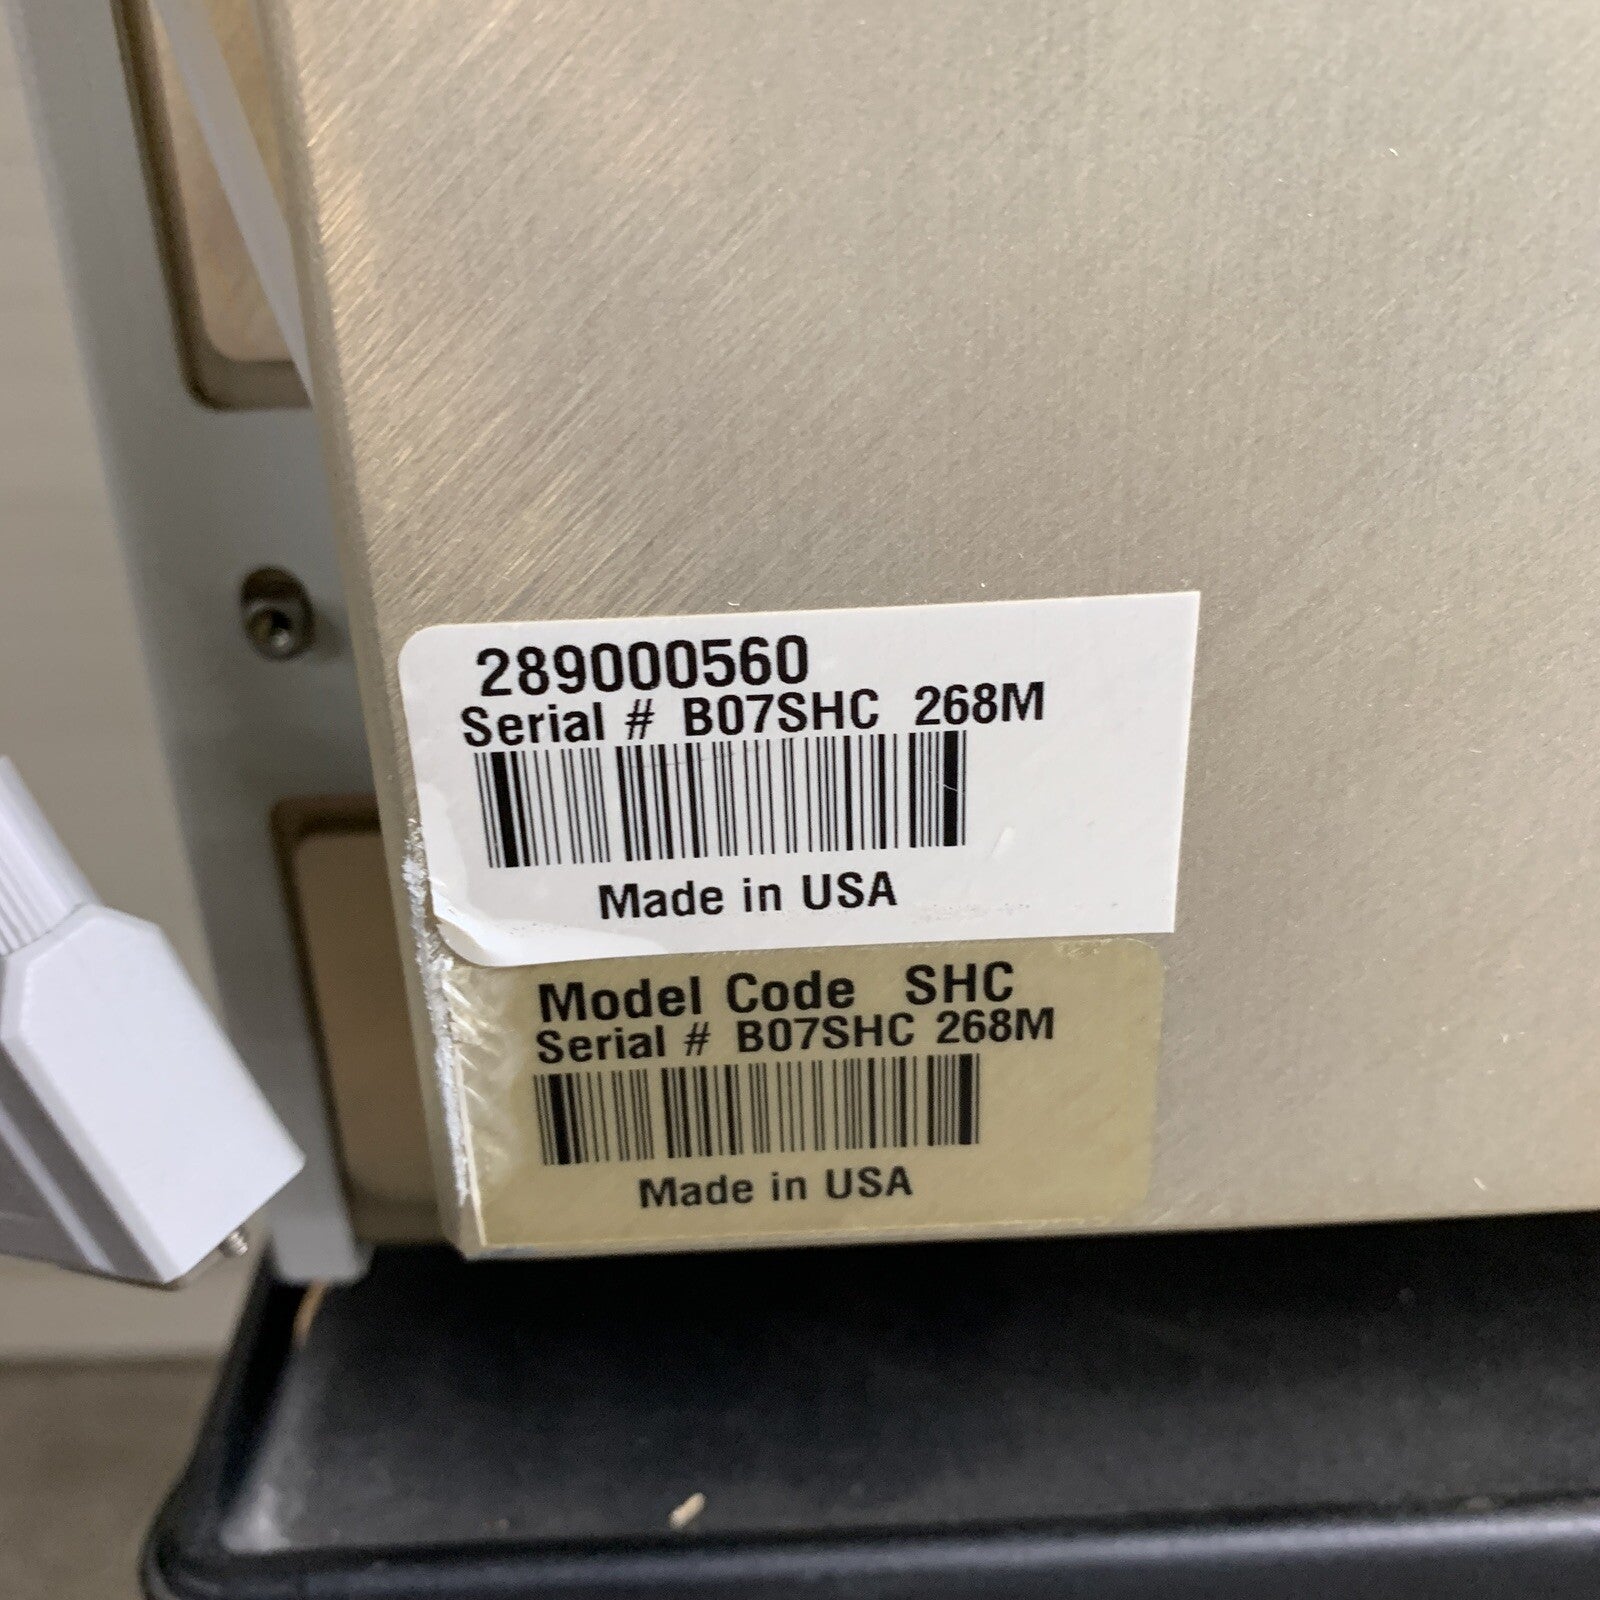 289000560
Serial # B07SHC 268M
Made in USA
Model Code SHC
Serial # B07SHC 268M
Made in USA